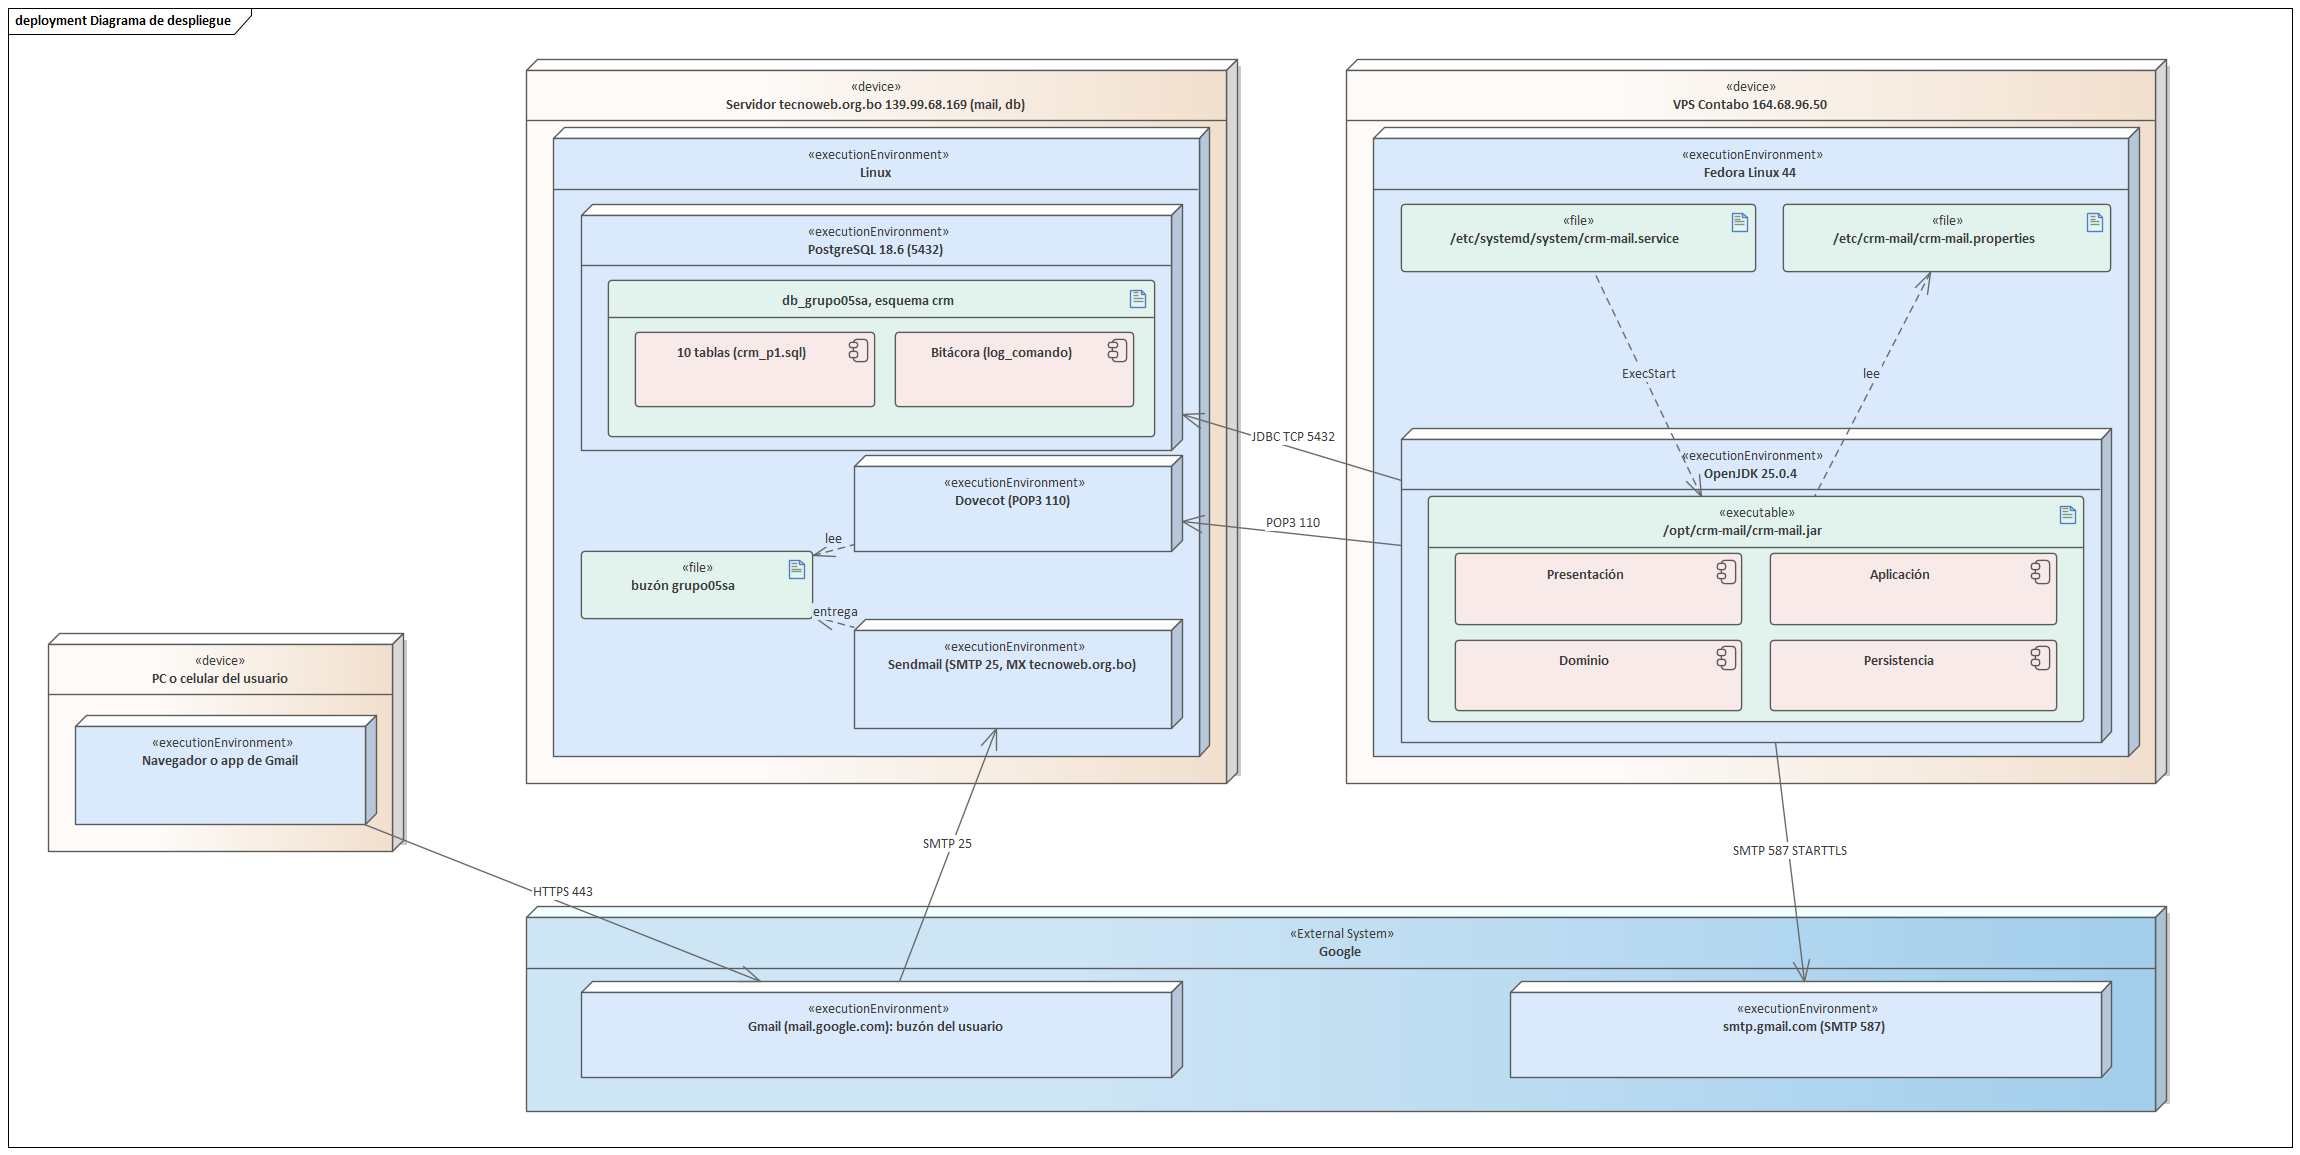 deployment Diagrama de despliegue
«device»
Servidor tecnoweb.org.bo 139.99.68.169 (mail, db)
«executionEnvironment»
Linux
«executionEnvironment»
PostgreSQL 18.6 (5432)
db_grupo05sa, esquema crm
10 tablas (crm_p1.sql)
Bitácora (log_comando)
«executionEnvironment»
Dovecot (POP3 110)
lee
«file»
buzón grupo05sa
entrega
«executionEnvironment»
Sendmail (SMTP 25, MX tecnoweb.org.bo)
«device»
VPS Contabo 164.68.96.50
«executionEnvironment»
Fedora Linux 44
«file»
/etc/systemd/system/crm-mail.service
«file»
/etc/crm-mail/crm-mail.properties
ExecStart
lee
JDBC TCP 5432
POP3 110
«executionEnvironment»
OpenJDK 25.0.4
«executable»
/opt/crm-mail/crm-mail.jar
Presentación
Aplicación
Dominio
Persistencia
«device»
PC o celular del usuario
«executionEnvironment»
Navegador o app de Gmail
HTTPS 443
SMTP 25
SMTP 587 STARTTLS
«External System»
Google
«executionEnvironment»
Gmail (mail.google.com): buzón del usuario
«executionEnvironment»
smtp.gmail.com (SMTP 587)